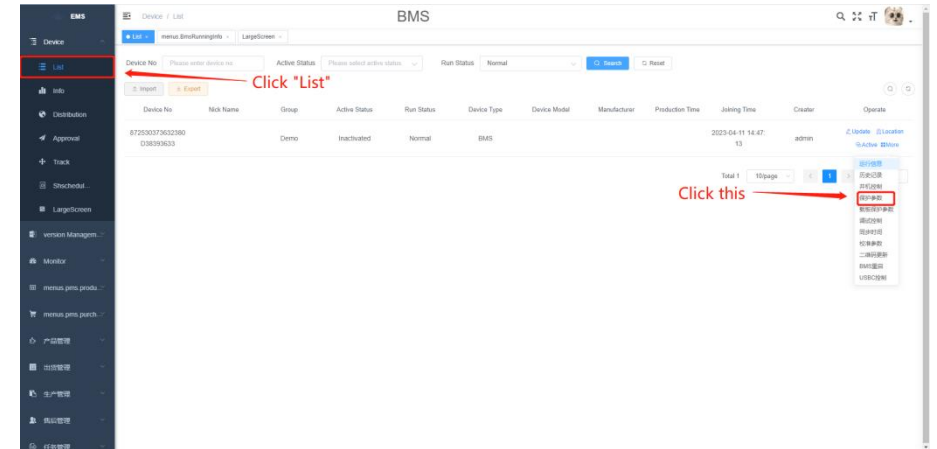 EMS
Device / List
BMS
Device
List
menus.EmsRunningInfo
LargeScreen
List
Device No
Please enter device no
Active Status
Please select active status
Run Status
Normal
Search
Reset
Click "List"
Import
Export
Info
Device No
Nick Name
Group
Active Status
Run Status
Device Type
Device Model
Manufacturer
Production Time
Joining Time
Creator
Operate
Distribution
872530373632380
D38393633
Demo
Inactivated
Normal
BMS
2023-04-11 14:47:
13
admin
Update
Location
Active
More
Approval
Track
Shschedul...
LargeScreen
Total 1
10/page
1
Click this
运行信息
历史记录
开机控制
保护参数
数据保护参数
调试控制
同步时间
校准参数
二维码更新
BMS重启
USBC控制
version Managem...
Monitor
menus.pms.produ...
menus.pms.purch...
产品管理
出货管理
生产管理
售后管理
任务管理